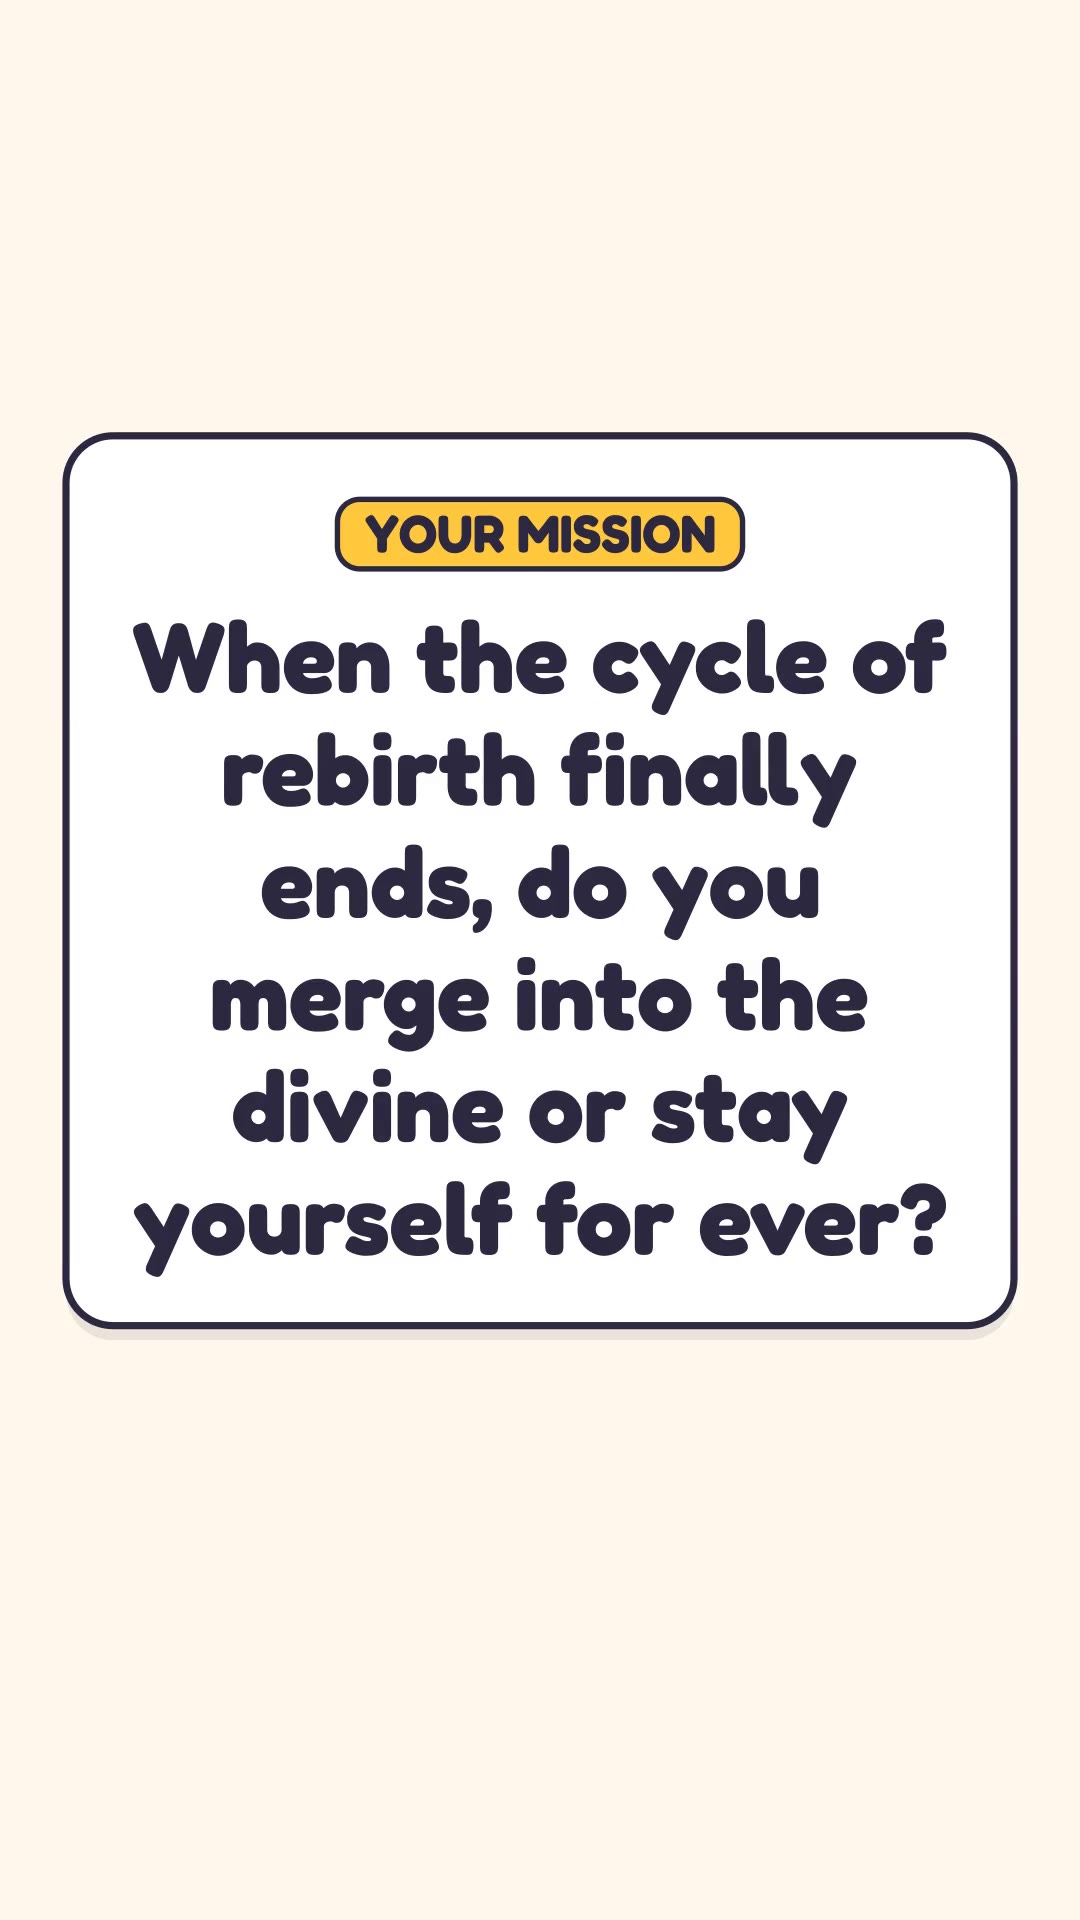 YOUR MISSION
When the cycle of
rebirth finally
ends, do you
merge into the
divine or stay
yourself for ever?